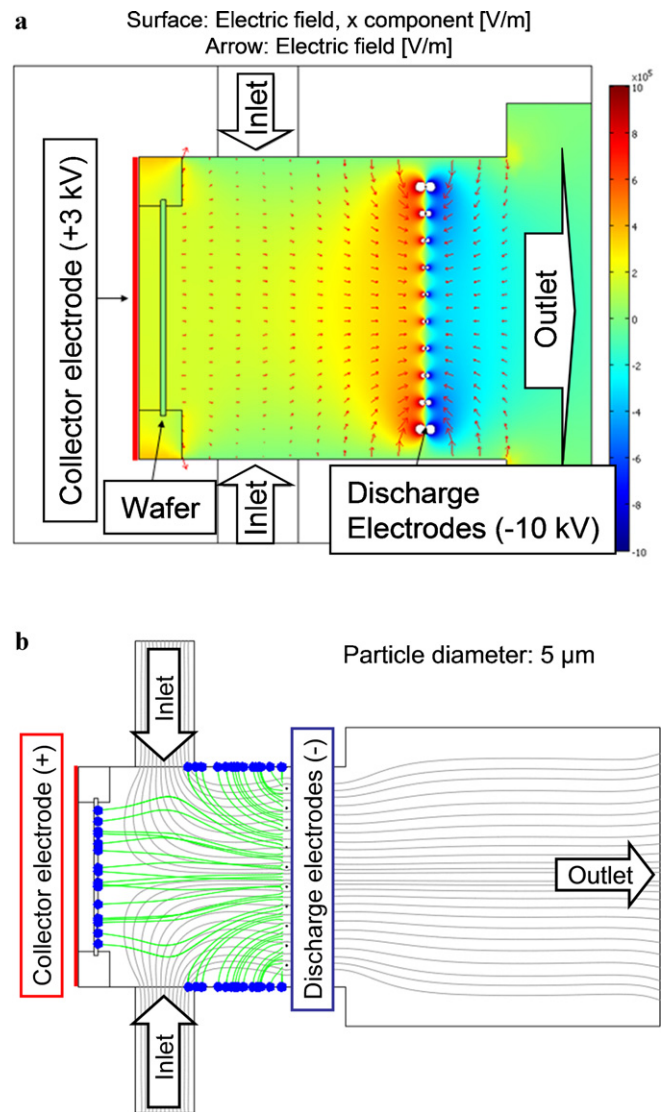 a
Surface: Electric field, x component [V/m]
Arrow: Electric field [V/m]
x10⁵
10
8
6
4
2
0
-2
-4
-6
-8
-10
Inlet
Collector electrode (+3 kV)
Outlet
Wafer
Inlet
Discharge
Electrodes (-10 kV)
b
Particle diameter: 5 µm
Inlet
Collector electrode (+)
Discharge electrodes (-)
Outlet
Inlet